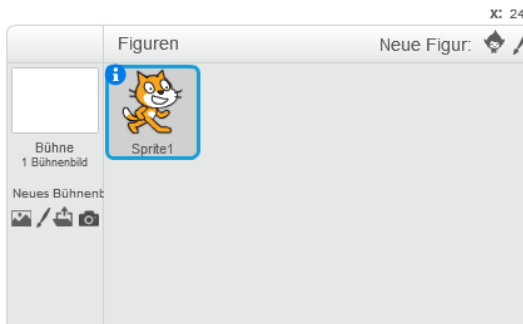 X: 24
Figuren
Neue Figur:
Sprite1
Bühne
1 Bühnenbild
Neues Bühnenb